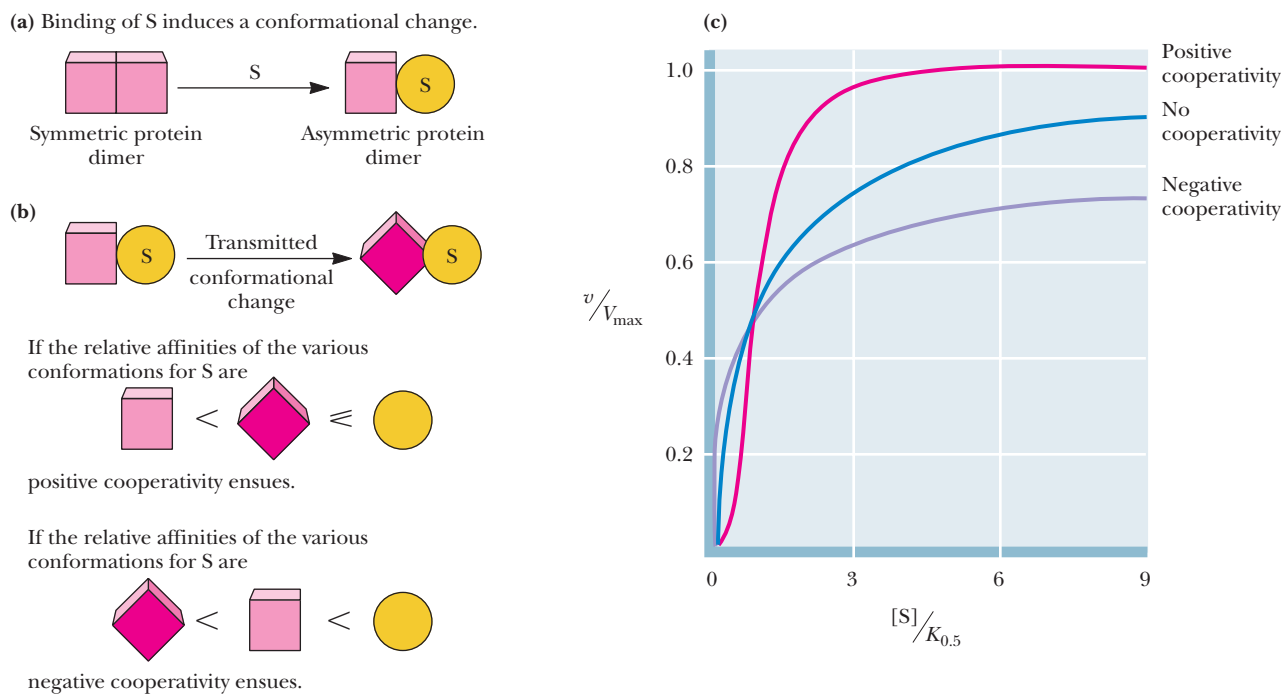 (a) Binding of S induces a conformational change.
S
S
Symmetric protein
dimer
Asymmetric protein
dimer
(b)
S
Transmitted
conformational
change
S
If the relative affinities of the various
conformations for S are
< ≤
positive cooperativity ensues.
If the relative affinities of the various
conformations for S are
< <
negative cooperativity ensues.
(c)
Positive
cooperativity
No
cooperativity
Negative
cooperativity
1.0
0.8
0.6
0.4
0.2
v/Vmax
0 3 6 9
[S]/K0.5